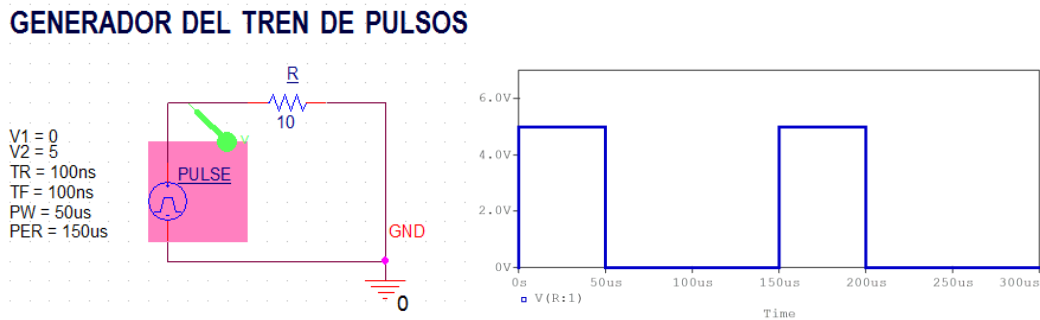 GENERADOR DEL TREN DE PULSOS
R
10
V
V1 = 0
V2 = 5
TR = 100ns
TF = 100ns
PW = 50us
PER = 150us
PULSE
GND
0
6.0V
4.0V
2.0V
0V
0s 50us 100us 150us 200us 250us 300us
V(R:1)
Time